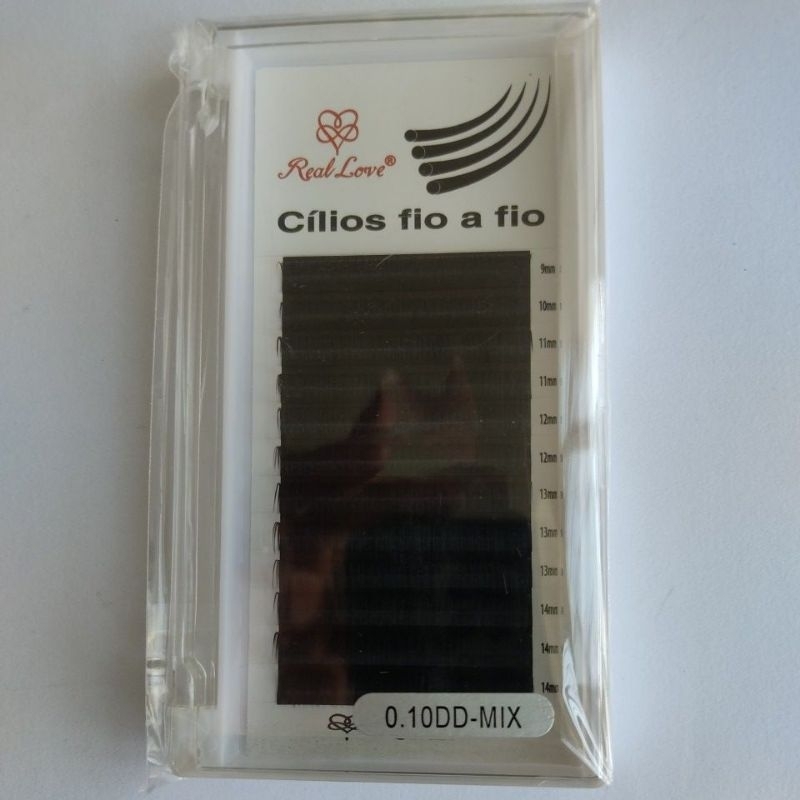 Real Love®
Cílios fio a fio
9mm
10mm
11mm
11mm
12mm
12mm
13mm
13mm
13mm
14mm
14mm
14mm
0.10DD-MIX